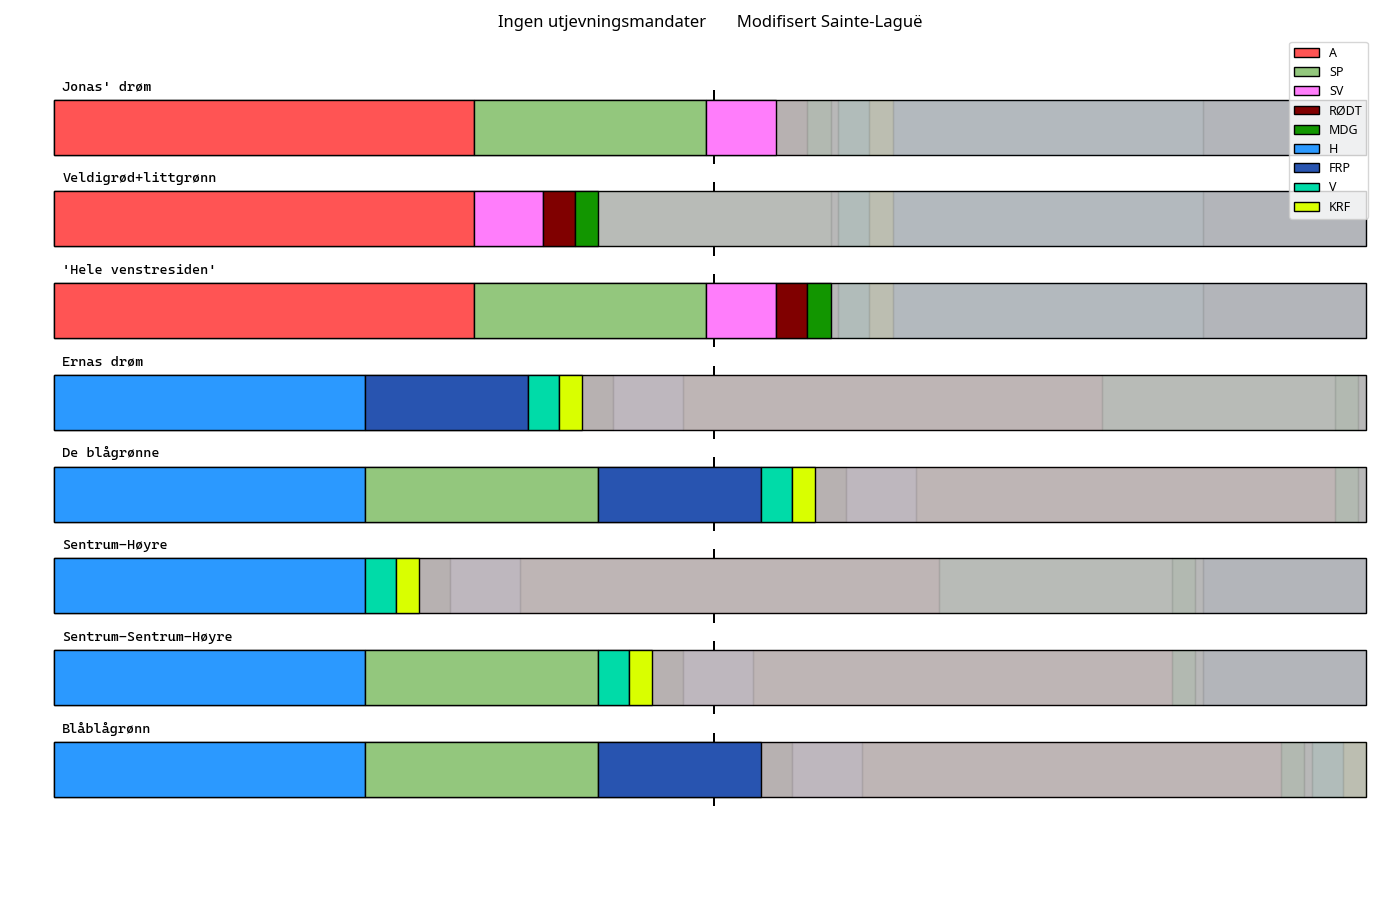 Ingen utjevningsmandater Modifisert Sainte-Laguë
A
SP
SV
RØDT
MDG
H
FRP
V
KRF
Jonas' drøm
Veldigrød+littgrønn
'Hele venstresiden'
Ernas drøm
De blågrønne
Sentrum-Høyre
Sentrum-Sentrum-Høyre
Blåblågrønn